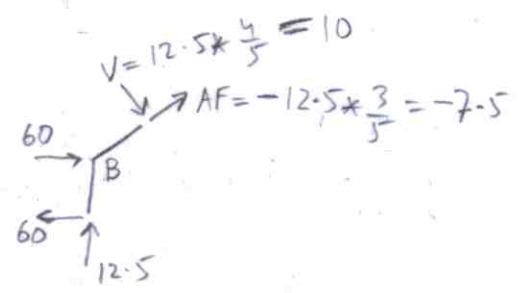 V = 12.5 * 4/5 = 10
AF = -12.5 * 3/5 = -7.5
60
B
60
12.5